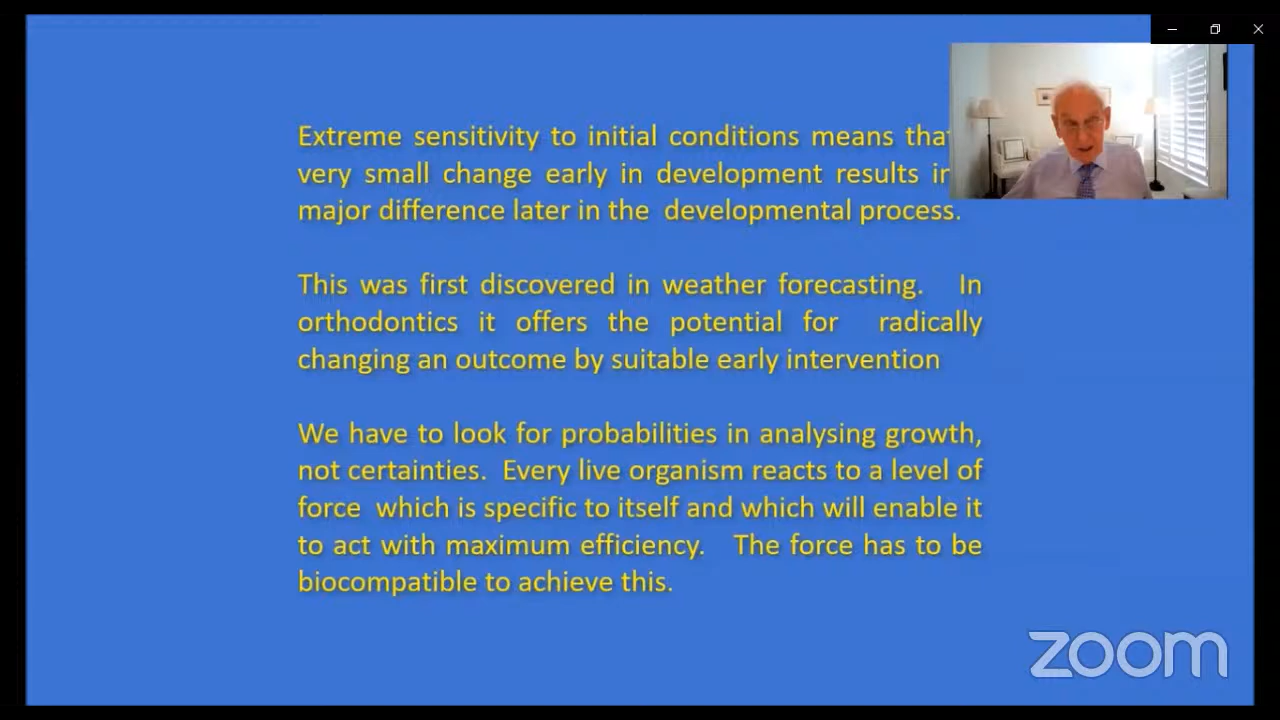 Extreme sensitivity to initial conditions means that
very small change early in development results in
major difference later in the developmental process.
This was first discovered in weather forecasting. In
orthodontics it offers the potential for radically
changing an outcome by suitable early intervention
We have to look for probabilities in analysing growth,
not certainties. Every live organism reacts to a level of
force which is specific to itself and which will enable it
to act with maximum efficiency. The force has to be
biocompatible to achieve this.
zoom